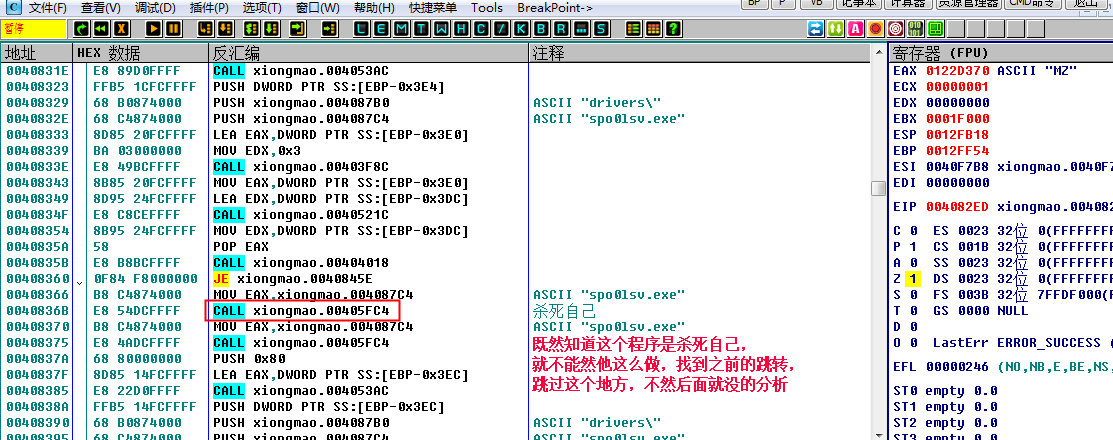 文件(F) 查看(V) 调试(D) 插件(P) 选项(T) 窗口(W) 帮助(H) 快捷菜单 Tools BreakPoint-> BP P VB 记事本 计算器 资源管理器 CMD命令 退出
暂停 L E M T W H C / K B R ... S
地址 HEX 数据 反汇编 注释 寄存器 (FPU)
0040831E E8 89D0FFFF CALL xiongmao.004053AC
00408323 FFB5 1CFCFFFF PUSH DWORD PTR SS:[EBP-0x3E4]
00408329 68 B0874000 PUSH xiongmao.004087B0 ASCII "drivers\"
0040832E 68 C4874000 PUSH xiongmao.004087C4 ASCII "spo0lsv.exe"
00408333 8D85 20FCFFFF LEA EAX,DWORD PTR SS:[EBP-0x3E0]
00408339 BA 03000000 MOV EDX,0x3
0040833E E8 49BCFFFF CALL xiongmao.00403F8C
00408343 8B85 20FCFFFF MOV EAX,DWORD PTR SS:[EBP-0x3E0]
00408349 8D95 24FCFFFF LEA EDX,DWORD PTR SS:[EBP-0x3DC]
0040834F E8 C8CEFFFF CALL xiongmao.0040521C
00408354 8B95 24FCFFFF MOV EDX,DWORD PTR SS:[EBP-0x3DC]
0040835A 58 POP EAX
0040835B E8 B8BCFFFF CALL xiongmao.00404018
00408360 0F84 F8000000 JE xiongmao.0040845E
00408366 B8 C4874000 MOV EAX,xiongmao.004087C4 ASCII "spo0lsv.exe"
0040836B E8 54DCFFFF CALL xiongmao.00405FC4 杀死自己
00408370 B8 C4874000 MOV EAX,xiongmao.004087C4 ASCII "spo0lsv.exe"
00408375 E8 4ADCFFFF CALL xiongmao.00405FC4
0040837A 68 80000000 PUSH 0x80
0040837F 8D85 14FCFFFF LEA EAX,DWORD PTR SS:[EBP-0x3EC]
00408385 E8 22D0FFFF CALL xiongmao.004053AC
0040838A FFB5 14FCFFFF PUSH DWORD PTR SS:[EBP-0x3EC]
00408390 68 B0874000 PUSH xiongmao.004087B0 ASCII "drivers\"
00408395 68 C4874000 PUSH xiongmao.004087C4 ASCII "spo0lsv.exe"
既然知道这个程序是杀死自己，
就不能然他这么做，找到之前的跳转，
跳过这个地方，不然后面就没的分析
EAX 0122D370 ASCII "MZ"
ECX 00000001
EDX 00000000
EBX 0001F000
ESP 0012FB18
EBP 0012FF54
ESI 0040F7B8 xiongmao.0040F7
EDI 00000000
EIP 004082ED xiongmao.004082
C 0 ES 0023 32位 0(FFFFFFFF
P 1 CS 001B 32位 0(FFFFFFFF
A 0 SS 0023 32位 0(FFFFFFFF
Z 1 DS 0023 32位 0(FFFFFFFF
S 0 FS 003B 32位 7FFDF000(F
T 0 GS 0000 NULL
D 0
O 0 LastErr ERROR_SUCCESS (
EFL 00000246 (NO,NB,E,BE,NS,
ST0 empty 0.0
ST1 empty 0.0
ST2 empty 0.0
ST3 empty 0.0